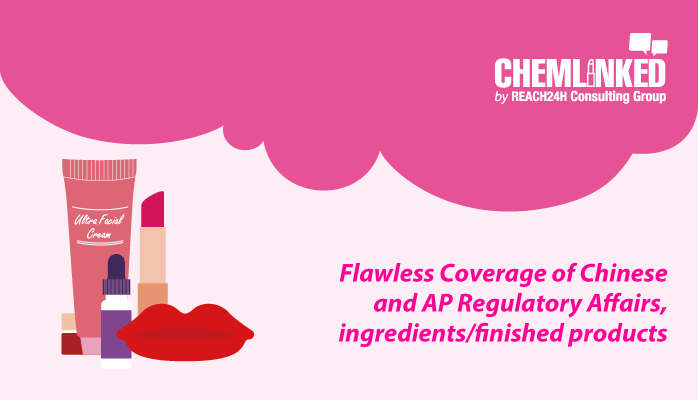 CHEMLINKED
by REACH24H Consulting Group
Ultra Facial
Cream
Flawless Coverage of Chinese
and AP Regulatory Affairs,
ingredients/finished products